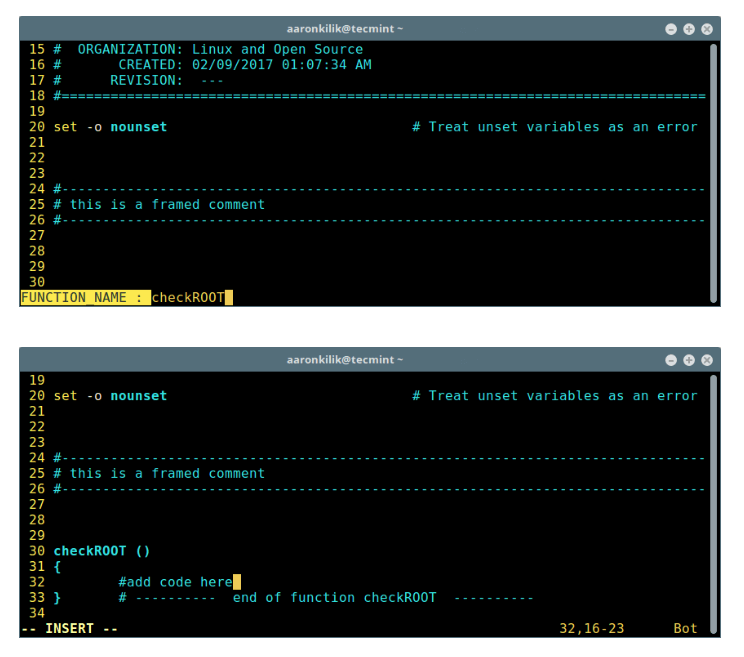 aaronkilik@tecmint ~
15 #  ORGANIZATION: Linux and Open Source
16 #       CREATED: 02/09/2017 01:07:34 AM
17 #      REVISION:  ---
18 #===============================================================================
19
20 set -o nounset                              # Treat unset variables as an error
21
22
23
24 #-------------------------------------------------------------------------------
25 # this is a framed comment
26 #-------------------------------------------------------------------------------
27
28
29
30
FUNCTION_NAME : checkROOT
aaronkilik@tecmint ~
19
20 set -o nounset                              # Treat unset variables as an error
21
22
23
24 #-------------------------------------------------------------------------------
25 # this is a framed comment
26 #-------------------------------------------------------------------------------
27
28
29
30 checkROOT ()
31 {
32         #add code here
33 }       # ----------  end of function checkROOT  ----------
34
-- INSERT --                                                      32,16-23      Bot